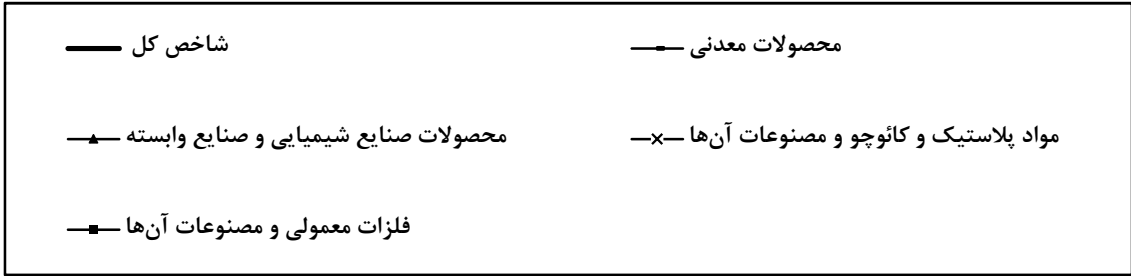 محصولات معدنی
شاخص کل
مواد پلاستیک و کائوچو و مصنوعات آن‌ها
محصولات صنایع شیمیایی و صنایع وابسته
فلزات معمولی و مصنوعات آن‌ها